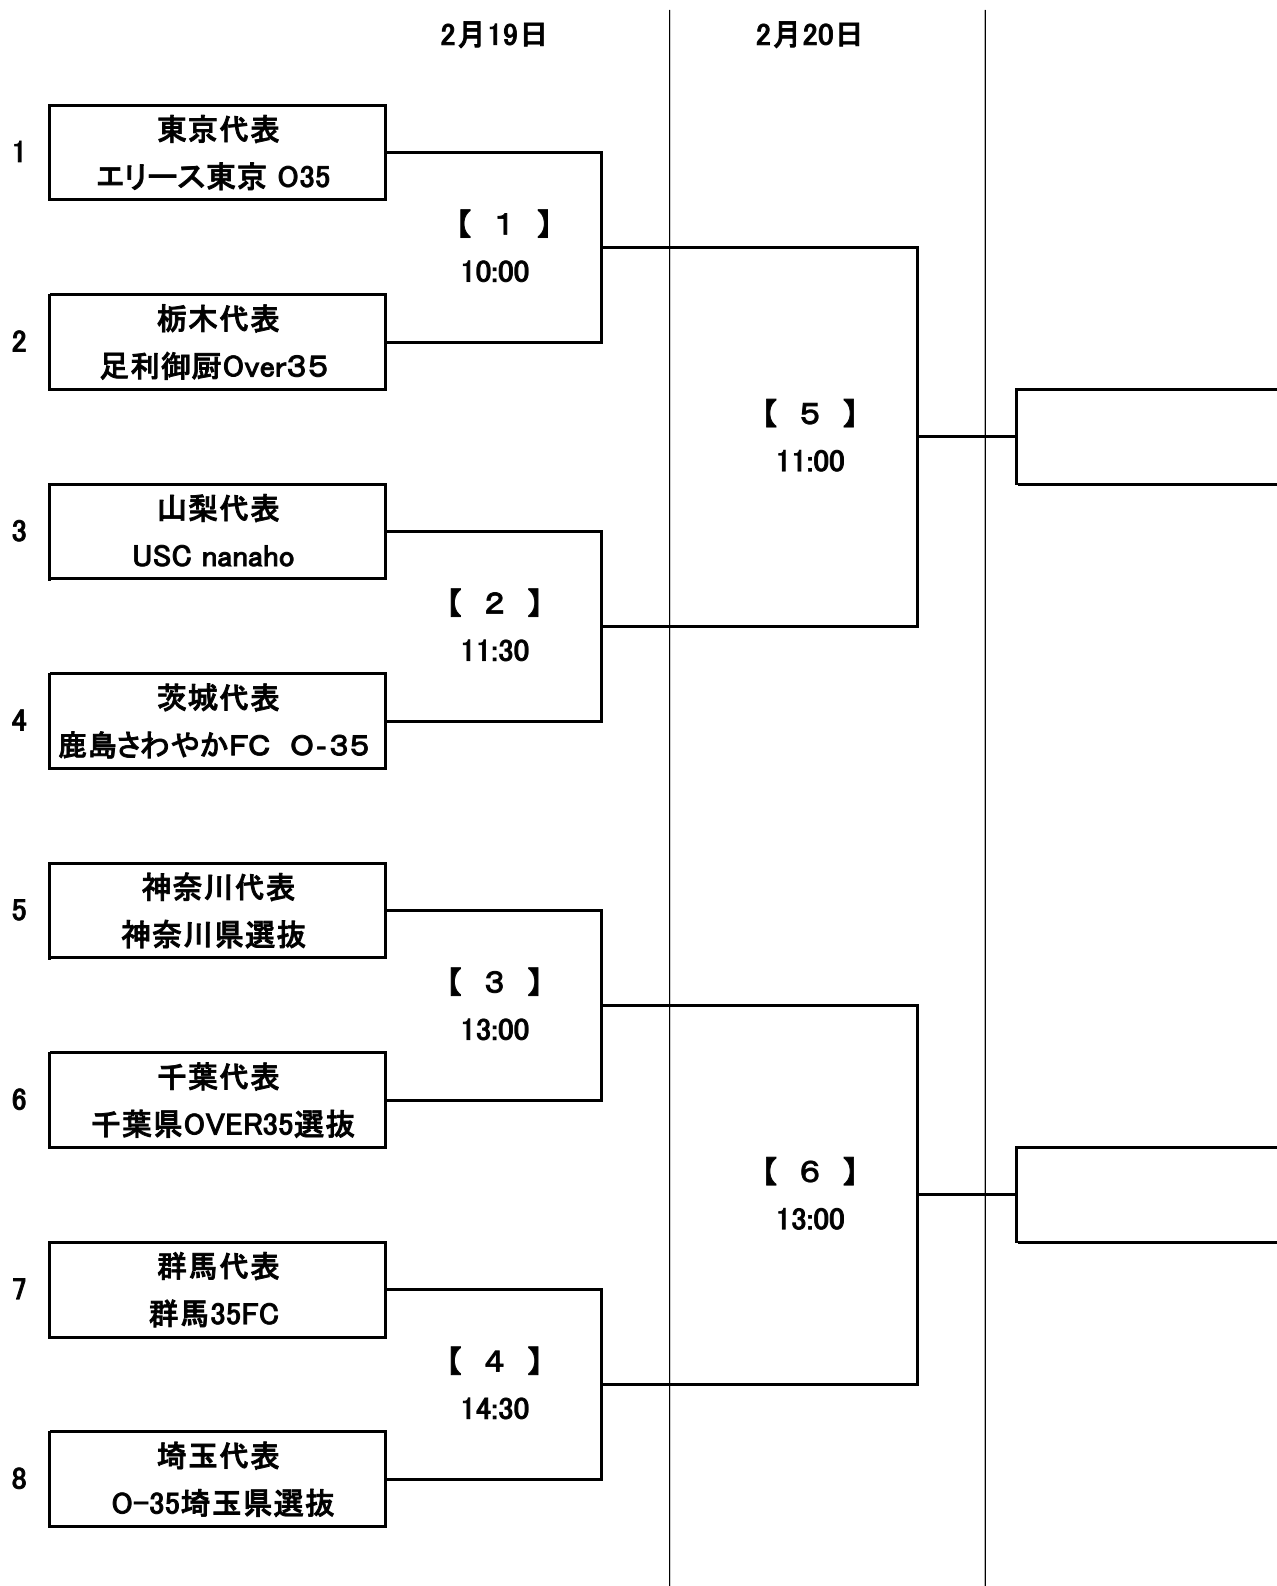 2月19日
2月20日
1
東京代表
エリース東京 O35
【 1 】
10:00
2
栃木代表
足利御厨Over35
【 5 】
11:00
3
山梨代表
USC nanaho
【 2 】
11:30
4
茨城代表
鹿島さわやかFC O-35
5
神奈川代表
神奈川県選抜
【 3 】
13:00
6
千葉代表
千葉県OVER35選抜
【 6 】
13:00
7
群馬代表
群馬35FC
【 4 】
14:30
8
埼玉代表
O-35埼玉県選抜